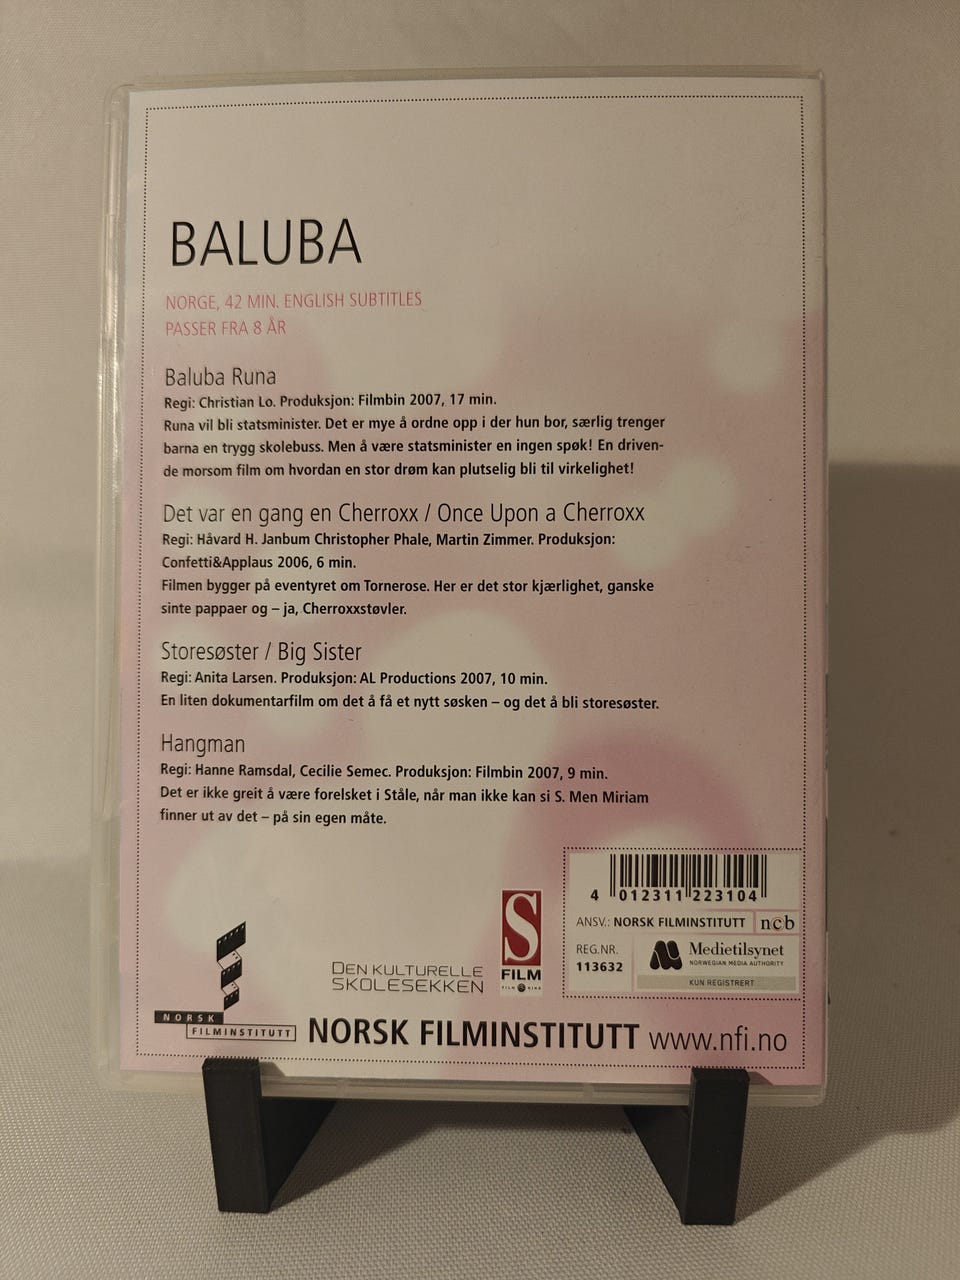 BALUBA
NORGE, 42 MIN. ENGLISH SUBTITLES
PASSER FRA 8 ÅR
Baluba Runa
Regi: Christian Lo. Produksjon: Filmbin 2007, 17 min.
Runa vil bli statsminister. Det er mye å ordne opp i der hun bor, særlig trenger
barna en trygg skolebuss. Men å være statsminister en ingen spøk! En driven-
de morsom film om hvordan en stor drøm kan plutselig bli til virkelighet!
Det var en gang en Cherroxx / Once Upon a Cherroxx
Regi: Håvard H. Janbum Christopher Phale, Martin Zimmer. Produksjon:
Confetti&Applaus 2006, 6 min.
Filmen bygger på eventyret om Tornerose. Her er det stor kjærlighet, ganske
sinte pappaer og – ja, Cherroxxstøvler.
Storesøster / Big Sister
Regi: Anita Larsen. Produksjon: AL Productions 2007, 10 min.
En liten dokumentarfilm om det å få et nytt søsken – og det å bli storesøster.
Hangman
Regi: Hanne Ramsdal, Cecilie Semec. Produksjon: Filmbin 2007, 9 min.
Det er ikke greit å være forelsket i Ståle, når man ikke kan si S. Men Miriam
finner ut av det – på sin egen måte.
4 012311 223104
ANSV.: NORSK FILMINSTITUTT ncb
REG.NR.
113632
Medietilsynet
NORWEGIAN MEDIA AUTHORITY
KUN REGISTRERT
S
FILM
FILM & KINO
DEN KULTURELLE
SKOLESEKKEN
NORSK
FILMINSTITUTT
NORSK FILMINSTITUTT www.nfi.no